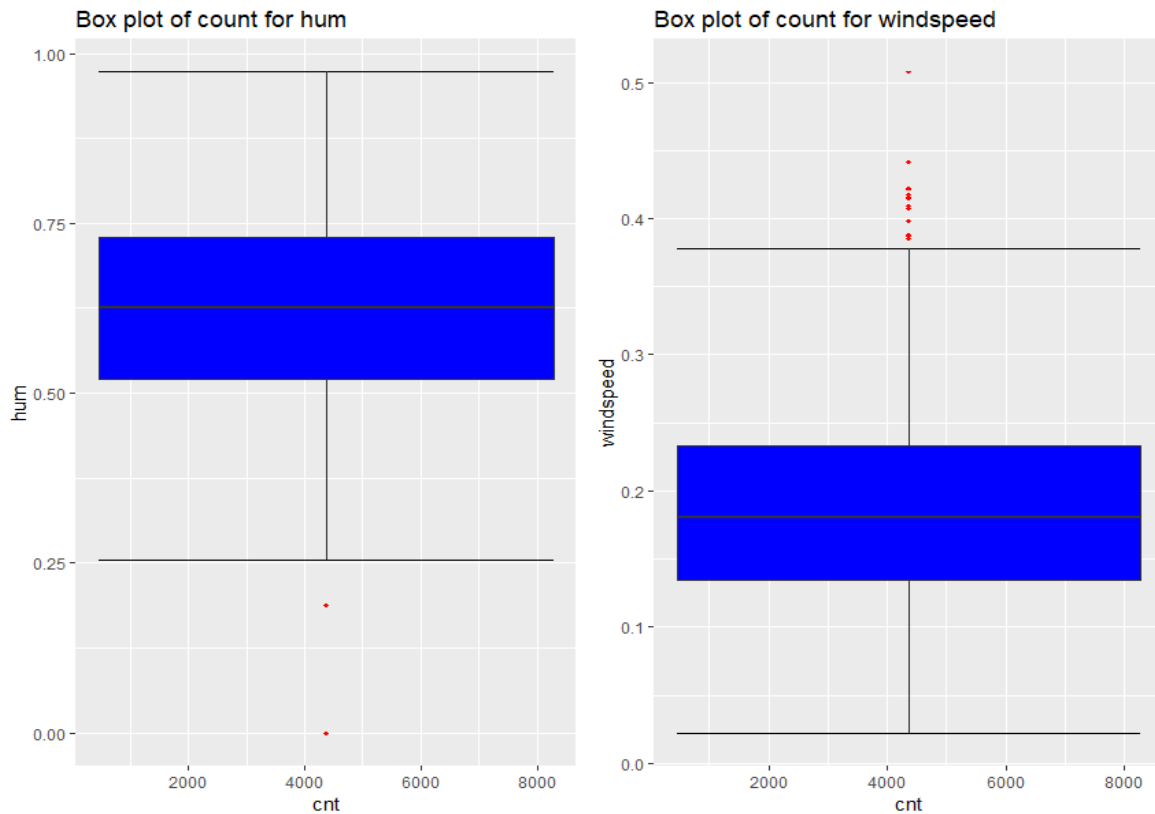 Box plot of count for hum
1.00
0.75
0.50
0.25
0.00
hum
2000 4000 6000 8000
cnt
Box plot of count for windspeed
0.5
0.4
0.3
0.2
0.1
0.0
windspeed
2000 4000 6000 8000
cnt